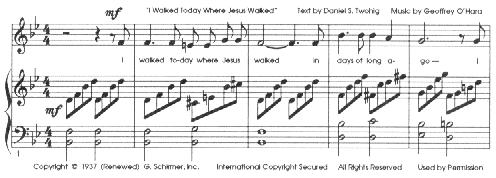 "I Walked Today Where Jesus Walked" Text by Daniel S. Twohig Music by Geoffrey O'Hara
mf
I walked to-day where Jesus walked in days of long a- go— I
mf
Copyright © 1937 (Renewed) G. Schirmer, Inc. International Copyright Secured All Rights Reserved Used by Permission